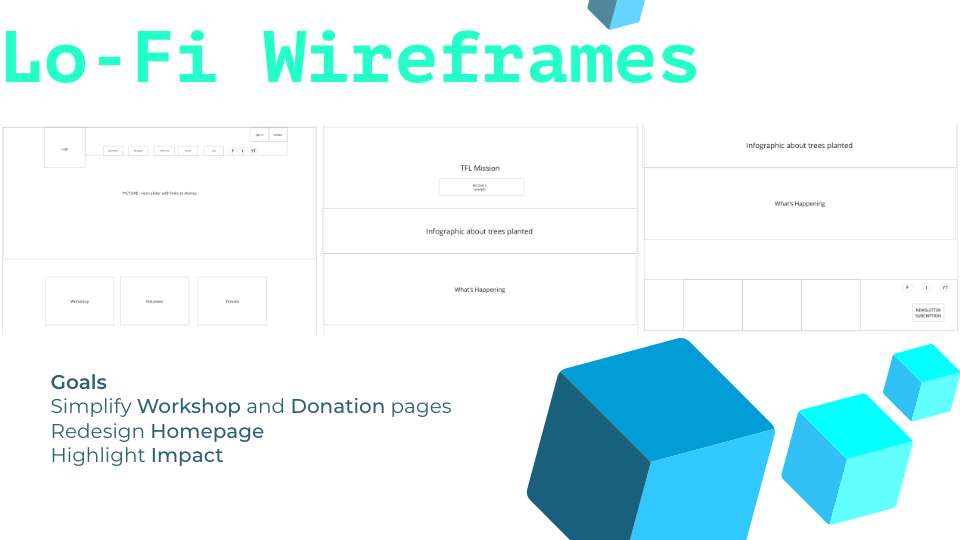 Lo-Fi Wireframes
Logo
Sign in
F I YT
PICTURE - hero slider with links to stories
Workshop
Volunteer
Donate
TFL Mission
BECOME A
MEMBER
Infographic about trees planted
What's Happening
Infographic about trees planted
What's Happening
F I YT
NEWSLETTER
SUBSCRIPTION
Goals
Simplify Workshop and Donation pages
Redesign Homepage
Highlight Impact